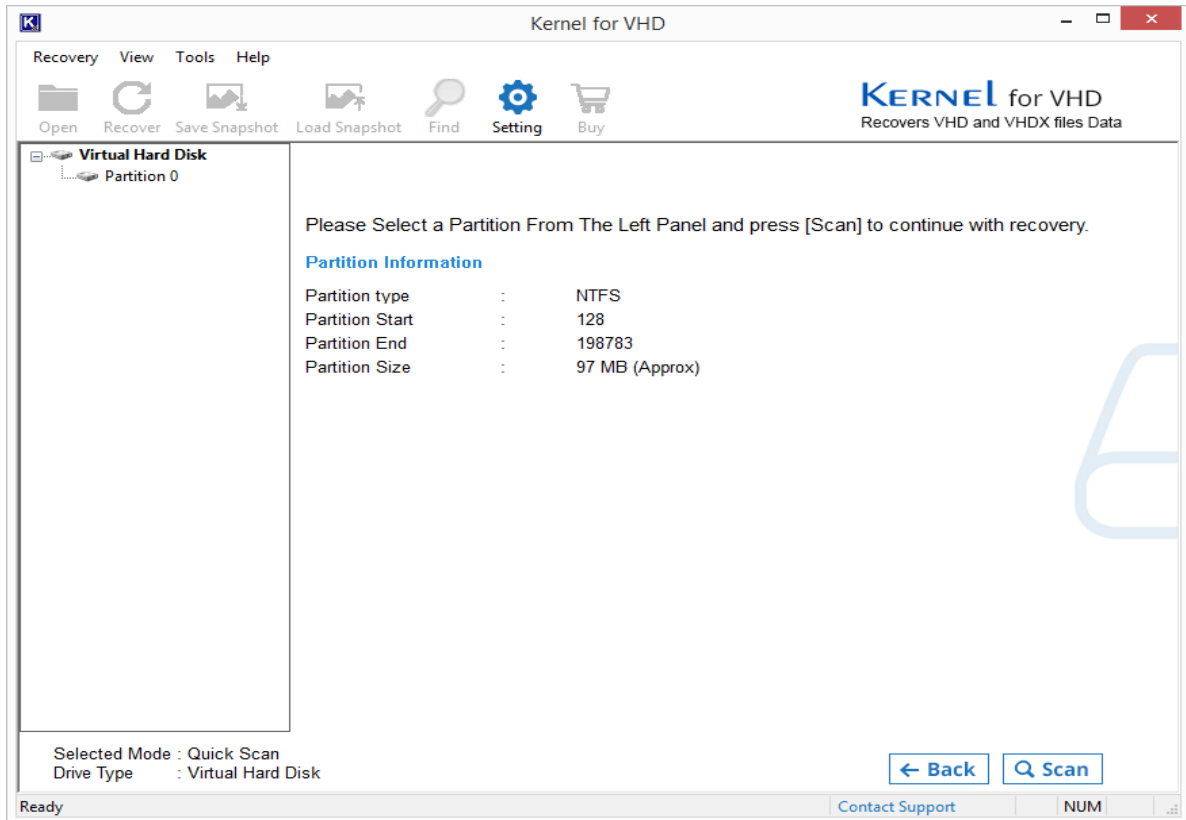 K
Kernel for VHD
Recovery View Tools Help
Open Recover Save Snapshot Load Snapshot Find Setting Buy
KERNEL for VHD
Recovers VHD and VHDX files Data
Virtual Hard Disk
Partition 0
Please Select a Partition From The Left Panel and press [Scan] to continue with recovery.
Partition Information
Partition type : NTFS
Partition Start : 128
Partition End : 198783
Partition Size : 97 MB (Approx)
Selected Mode : Quick Scan
Drive Type : Virtual Hard Disk
Back Scan
Ready Contact Support NUM